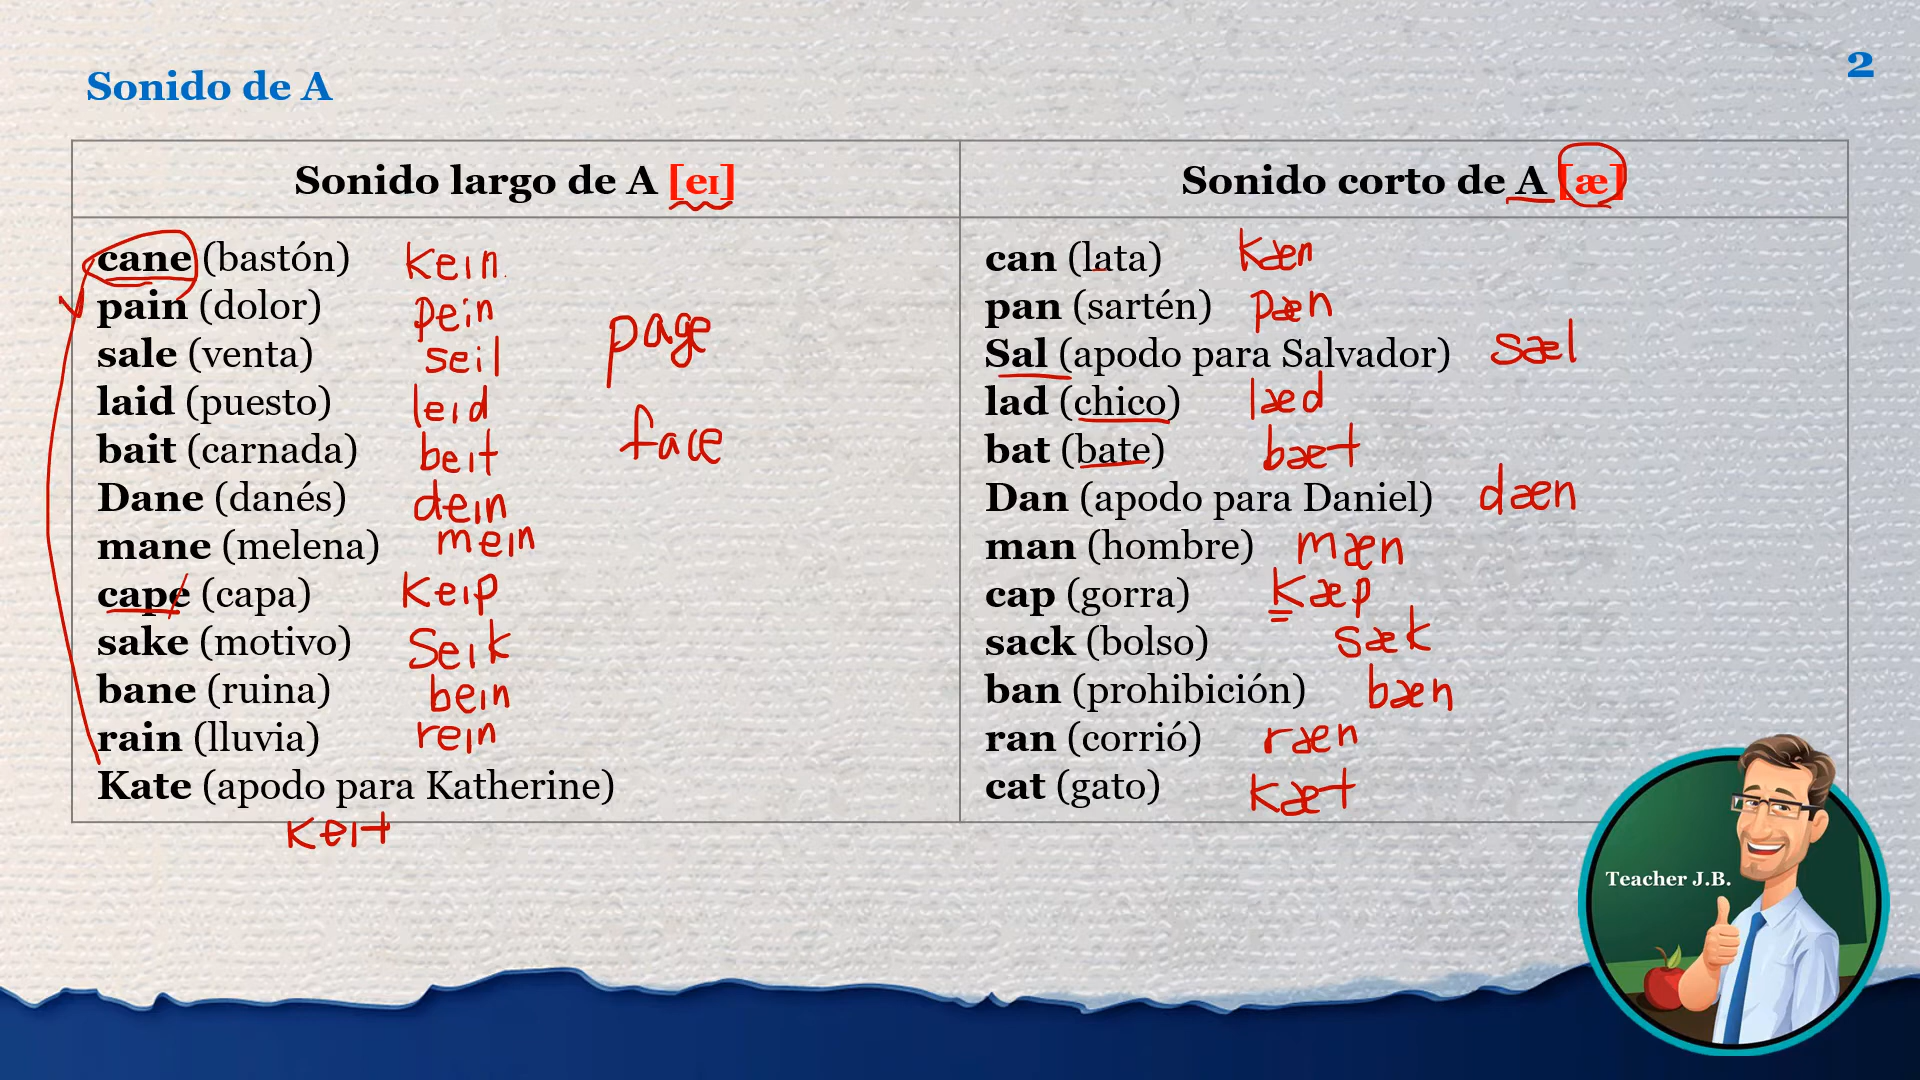 2
Sonido de A
Sonido largo de A [eɪ]
cane (bastón) kein
pain (dolor) pein
sale (venta) seil
laid (puesto) leid
bait (carnada) beit
Dane (danés) dein
mane (melena) mein
cape (capa) keip
sake (motivo) seik
bane (ruina) bein
rain (lluvia) rein
Kate (apodo para Katherine)
keit
page
face
Sonido corto de A [æ]
can (lata) kæn
pan (sartén) pæn
Sal (apodo para Salvador) sæl
lad (chico) læd
bat (bate) bæt
Dan (apodo para Daniel) dæn
man (hombre) mæn
cap (gorra) kæp
sack (bolso) sæk
ban (prohibición) bæn
ran (corrió) ræn
cat (gato) kæt
Teacher J.B.